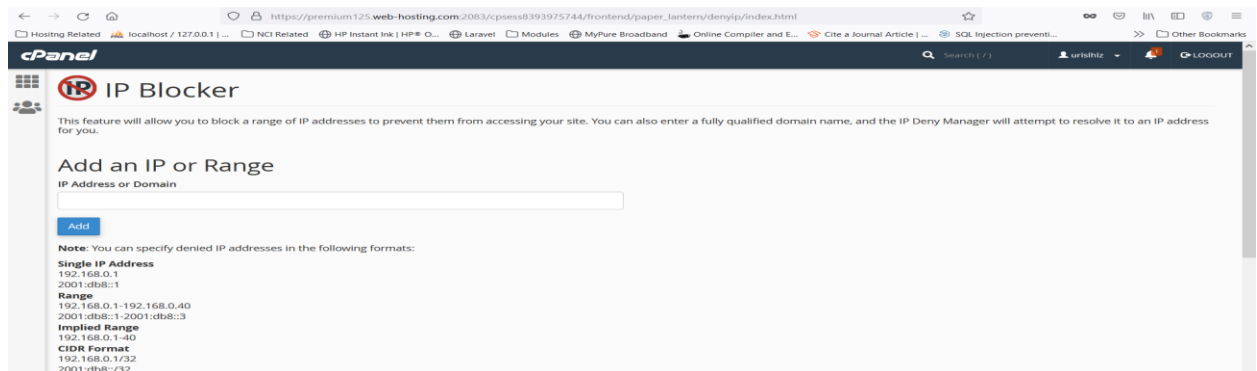 https://premium125.web-hosting.com:2083/cpsess8393975744/frontend/paper_lantern/denyip/index.html
Hositng Related localhost / 127.0.0.1 | ... NCI Related HP Instant Ink | HP® O... Laravel Modules MyPure Broadband Online Compiler and E... Cite a Journal Article | ... SQL Injection preventi... Other Bookmarks
cPanel Search ( / ) urlsihlz LOGOUT
IP IP Blocker
This feature will allow you to block a range of IP addresses to prevent them from accessing your site. You can also enter a fully qualified domain name, and the IP Deny Manager will attempt to resolve it to an IP address
for you.
Add an IP or Range
IP Address or Domain
Add
Note: You can specify denied IP addresses in the following formats:
Single IP Address
192.168.0.1
2001:db8::1
Range
192.168.0.1-192.168.0.40
2001:db8::1-2001:db8::3
Implied Range
192.168.0.1-40
CIDR Format
192.168.0.1/32
2001:db8::/32